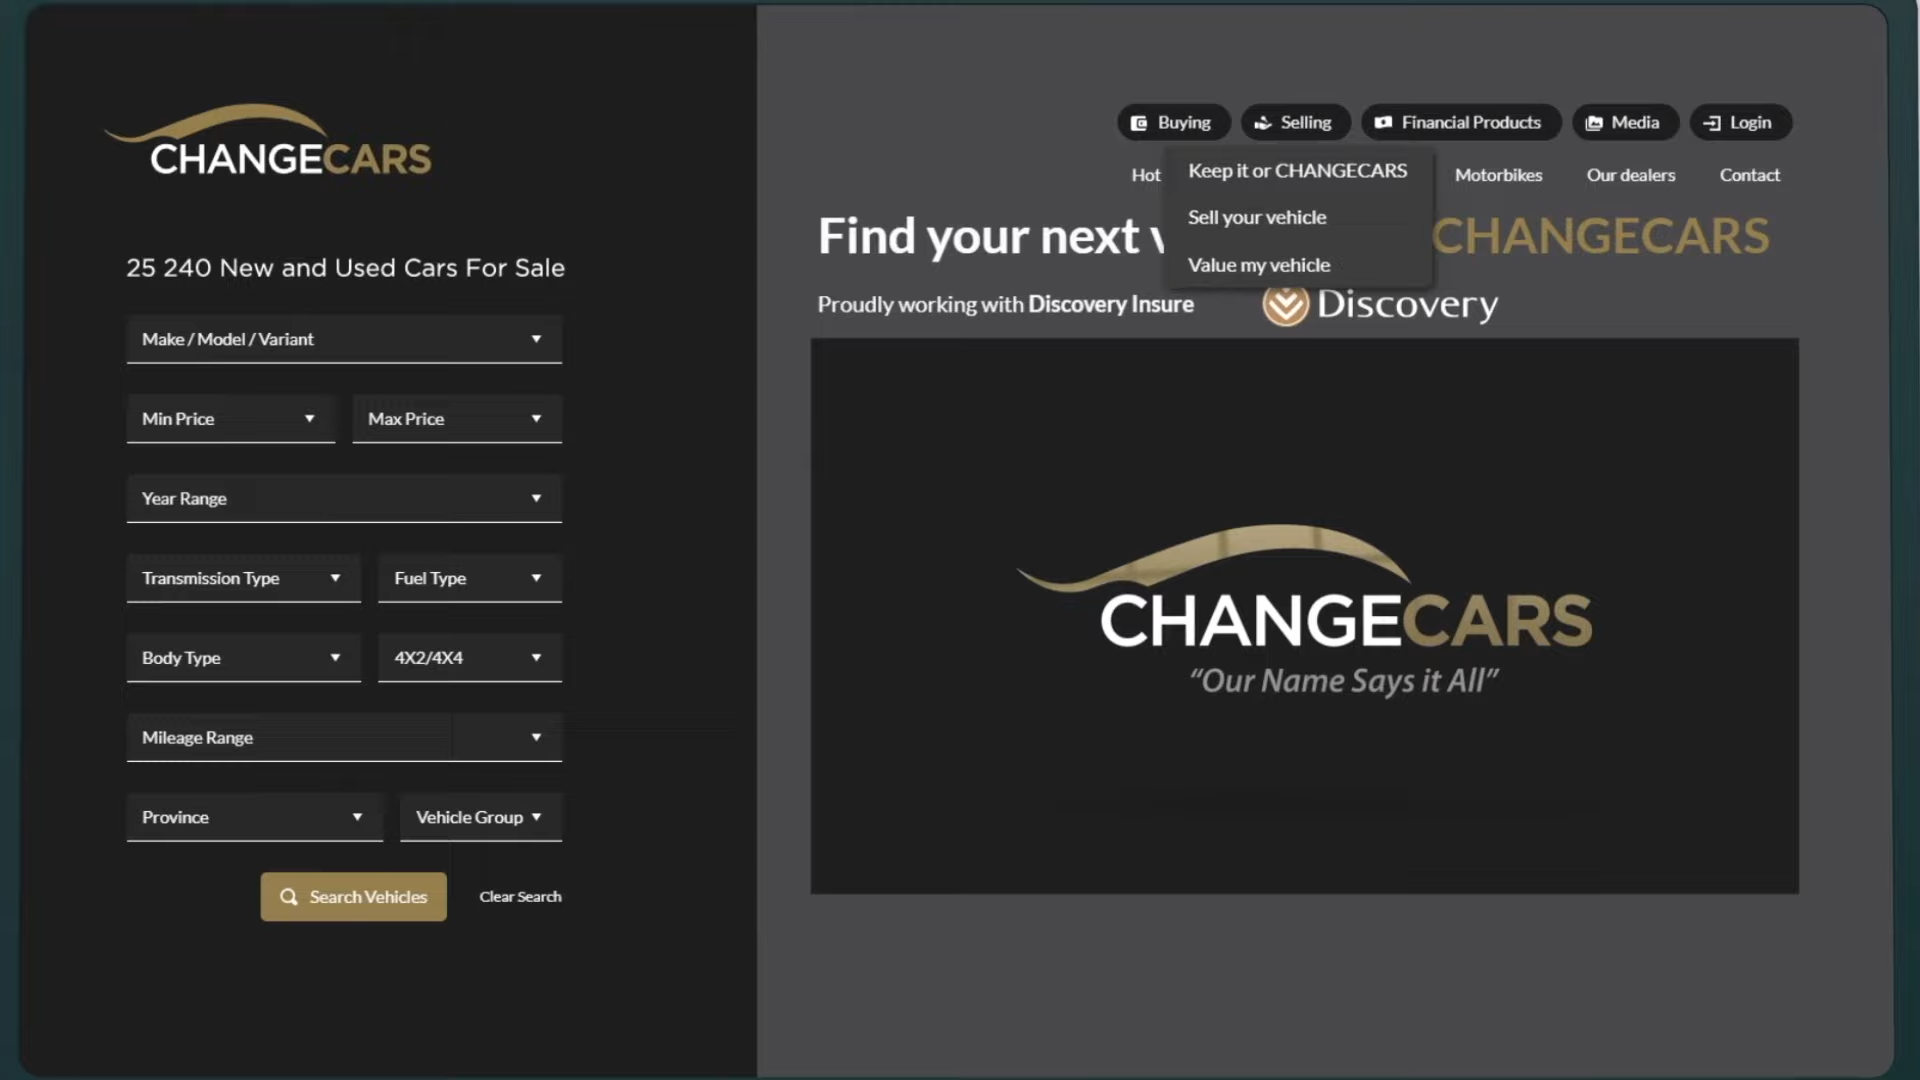 CHANGECARS
25 240 New and Used Cars For Sale
Make / Model / Variant
Min Price
Max Price
Year Range
Transmission Type
Fuel Type
Body Type
4X2/4X4
Mileage Range
Province
Vehicle Group
Search Vehicles
Clear Search
Buying
Selling
Financial Products
Media
Login
Hot
Motorbikes
Our dealers
Contact
Keep it or CHANGECARS
Sell your vehicle
Value my vehicle
Find your next
CHANGECARS
Proudly working with Discovery Insure
Discovery
CHANGECARS
“Our Name Says it All”